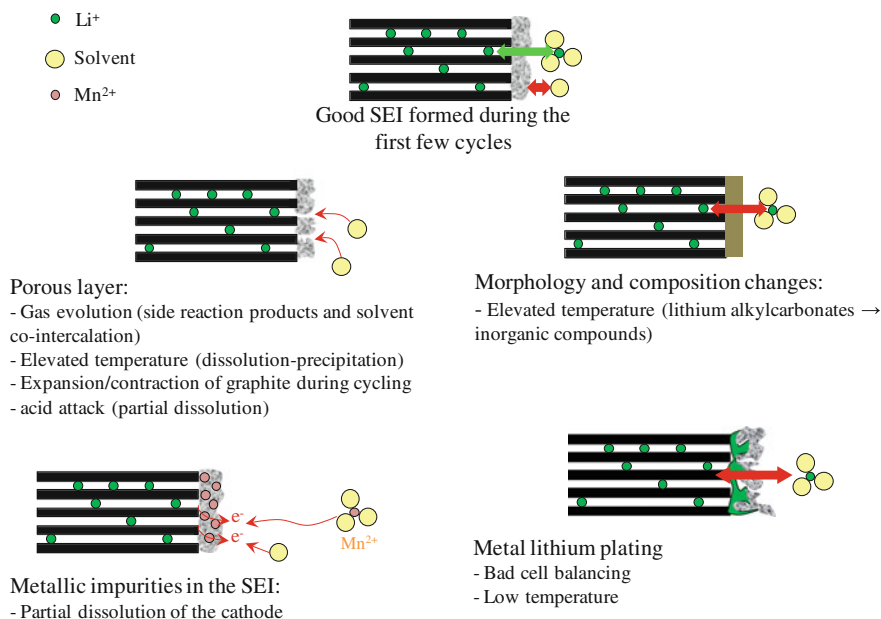 Li⁺
Solvent
Mn²⁺
Good SEI formed during the
first few cycles
Porous layer:
- Gas evolution (side reaction products and solvent
co-intercalation)
- Elevated temperature (dissolution-precipitation)
- Expansion/contraction of graphite during cycling
- acid attack (partial dissolution)
Morphology and composition changes:
- Elevated temperature (lithium alkylcarbonates →
inorganic compounds)
e⁻
e⁻
Mn²⁺
Metallic impurities in the SEI:
- Partial dissolution of the cathode
Metal lithium plating
- Bad cell balancing
- Low temperature